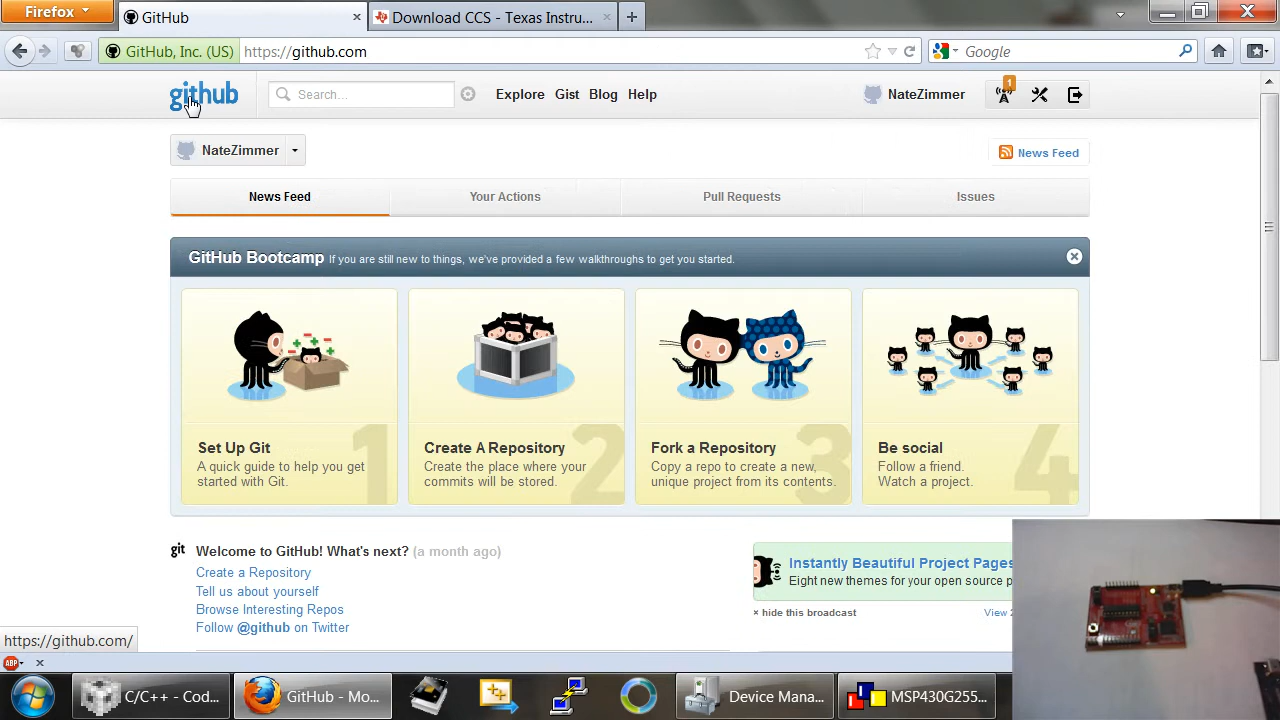 Firefox
GitHub
Download CCS - Texas Instru...
GitHub, Inc. (US)
https://github.com
Google
github
Search...
Explore Gist Blog Help
NateZimmer
1
NateZimmer
News Feed
News Feed
Your Actions
Pull Requests
Issues
GitHub Bootcamp If you are still new to things, we've provided a few walkthroughs to get you started.
1
Set Up Git
A quick guide to help you get
started with Git.
2
Create A Repository
Create the place where your
commits will be stored.
3
Fork a Repository
Copy a repo to create a new,
unique project from its contents.
4
Be social
Follow a friend.
Watch a project.
git
Welcome to GitHub! What's next? (a month ago)
Create a Repository
Tell us about yourself
Browse Interesting Repos
Follow @github on Twitter
Instantly Beautiful Project Pages
Eight new themes for your open source p
× hide this broadcast
View
https://github.com/
ABP
C/C++ - Cod...
GitHub - Mo...
Device Mana...
MSP430G255...